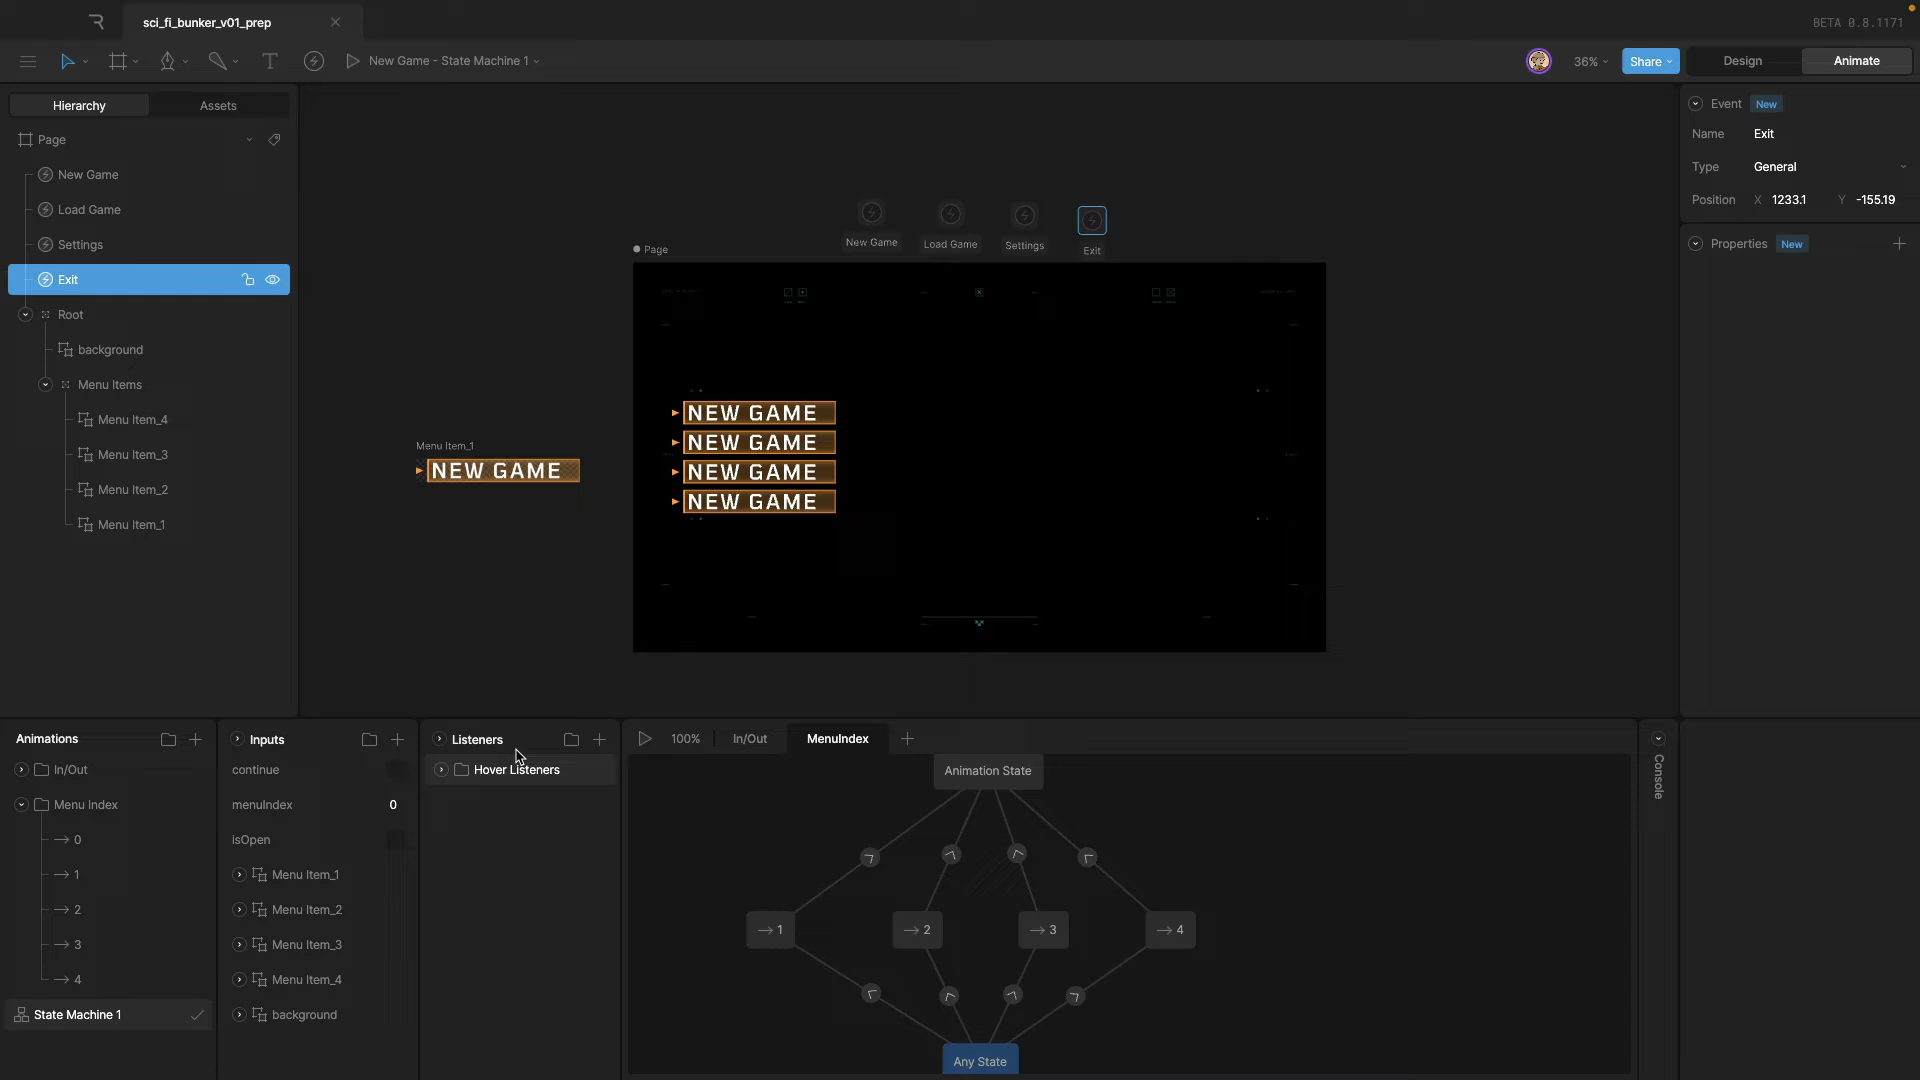 sci_fi_bunker_v01_prep
BETA 0.8.1171
New Game - State Machine 1
36%
Share
Design
Animate
Hierarchy
Assets
Page
New Game
Load Game
Settings
Exit
Root
background
Menu Items
Menu Item_4
Menu Item_3
Menu Item_2
Menu Item_1
New Game
Load Game
Settings
Exit
Page
NEW GAME
NEW GAME
NEW GAME
NEW GAME
Menu Item_1
NEW GAME
Event New
Name Exit
Type General
Position X 1233.1 Y -155.19
Properties New
Animations
In/Out
Menu Index
0
1
2
3
4
State Machine 1
Inputs
continue
menuIndex 0
isOpen
Menu Item_1
Menu Item_2
Menu Item_3
Menu Item_4
background
Listeners
Hover Listeners
100%
In/Out
MenuIndex
Animation State
1
2
3
4
Any State
Console